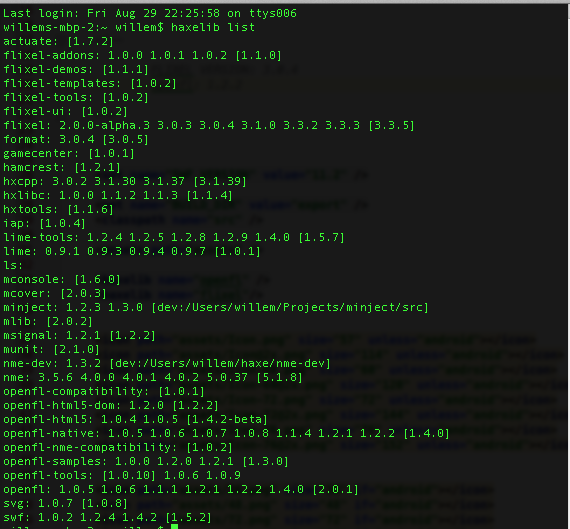 Last login: Fri Aug 29 22:25:58 on ttys006
willems-mbp-2:~ willem$ haxelib list
actuate: [1.7.2]
flixel-addons: 1.0.0 1.0.1 1.0.2 [1.1.0]
flixel-demos: [1.1.1]
flixel-templates: [1.0.2]
flixel-tools: [1.0.2]
flixel-ui: [1.0.2]
flixel: 2.0.0-alpha.3 3.0.3 3.0.4 3.1.0 3.3.2 3.3.3 [3.3.5]
format: 3.0.4 [3.0.5]
gamecenter: [1.0.1]
hamcrest: [1.2.1]
hxcpp: 3.0.2 3.1.30 3.1.37 [3.1.39]
hxlibc: 1.0.0 1.1.2 1.1.3 [1.1.4]
hxtools: [1.1.6]
iap: [1.0.4]
lime-tools: 1.2.4 1.2.5 1.2.8 1.2.9 1.4.0 [1.5.7]
lime: 0.9.1 0.9.3 0.9.4 0.9.7 [1.0.1]
ls:
mconsole: [1.6.0]
mcover: [2.0.3]
minject: 1.2.3 1.3.0 [dev:/Users/willem/Projects/minject/src]
mlib: [2.0.2]
msignal: 1.2.1 [1.2.2]
munit: [2.1.0]
nme-dev: 1.3.2 [dev:/Users/willem/haxe/nme-dev]
nme: 3.5.6 4.0.0 4.0.1 4.0.2 5.0.37 [5.1.8]
openfl-compatibility: [1.0.1]
openfl-html5-dom: 1.2.0 [1.2.2]
openfl-html5: 1.0.4 1.0.5 [1.4.2-beta]
openfl-native: 1.0.5 1.0.6 1.0.7 1.0.8 1.1.4 1.2.1 1.2.2 [1.4.0]
openfl-nme-compatibility: [1.0.2]
openfl-samples: 1.0.0 1.2.0 1.2.1 [1.3.0]
openfl-tools: [1.0.10] 1.0.6 1.0.9
openfl: 1.0.5 1.0.6 1.1.1 1.2.1 1.2.2 1.4.0 [2.0.1]
svg: 1.0.7 [1.0.8]
swf: 1.0.2 1.2.4 1.4.2 [1.5.2]